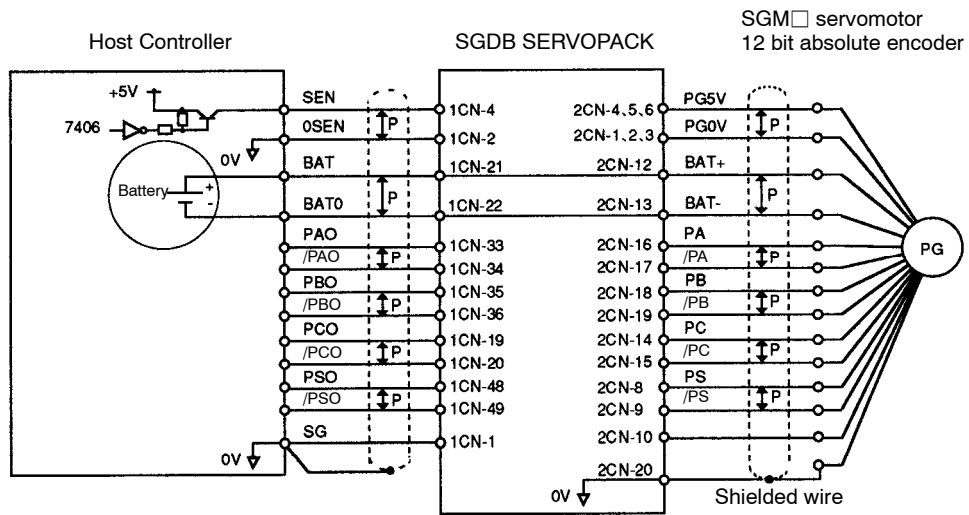 SGM□ servomotor
Host Controller SGDB SERVOPACK 12 bit absolute encoder
+5V
SEN 1CN-4 2CN-4、5、6 PG5V
7406 P P
0SEN 1CN-2 2CN-1、2、3 PG0V
0V
BAT 1CN-21 2CN-12 BAT+
Battery + P P
-
BAT0 1CN-22 2CN-13 BAT-
PAO 1CN-33 2CN-16 PA
/PAO P 1CN-34 2CN-17 /PA P PG
PBO 1CN-35 2CN-18 PB
/PBO P 1CN-36 2CN-19 /PB P
PCO 1CN-19 2CN-14 PC
/PCO P 1CN-20 2CN-15 /PC P
PSO 1CN-48 2CN-8 PS
/PSO P 1CN-49 2CN-9 /PS P
SG 1CN-1 2CN-10
0V 2CN-20
0V Shielded wire